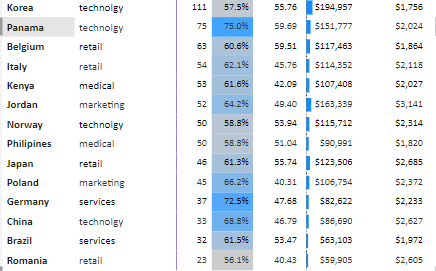 Korea technolgy 111 57.5% 55.76 $194,957 $1,756
Panama technolgy 75 75.0% 59.69 $151,777 $2,024
Belgium retail 63 60.6% 59.51 $117,463 $1,864
Italy retail 54 62.1% 45.76 $114,352 $2,118
Kenya medical 53 61.6% 42.09 $107,408 $2,027
Jordan marketing 52 64.2% 49.40 $163,339 $3,141
Norway technolgy 50 58.8% 53.94 $115,712 $2,314
Philipines medical 50 58.8% 51.04 $90,991 $1,820
Japan retail 46 61.3% 55.74 $123,506 $2,685
Poland marketing 45 66.2% 40.31 $106,754 $2,372
Germany services 37 72.5% 47.68 $82,622 $2,233
China technolgy 33 68.8% 46.79 $86,690 $2,627
Brazil services 32 61.5% 53.47 $63,103 $1,972
Romania retail 23 56.1% 40.43 $59,905 $2,605